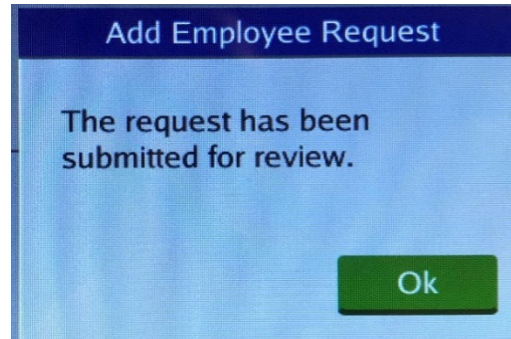 Add Employee Request
The request has been
submitted for review.
Ok